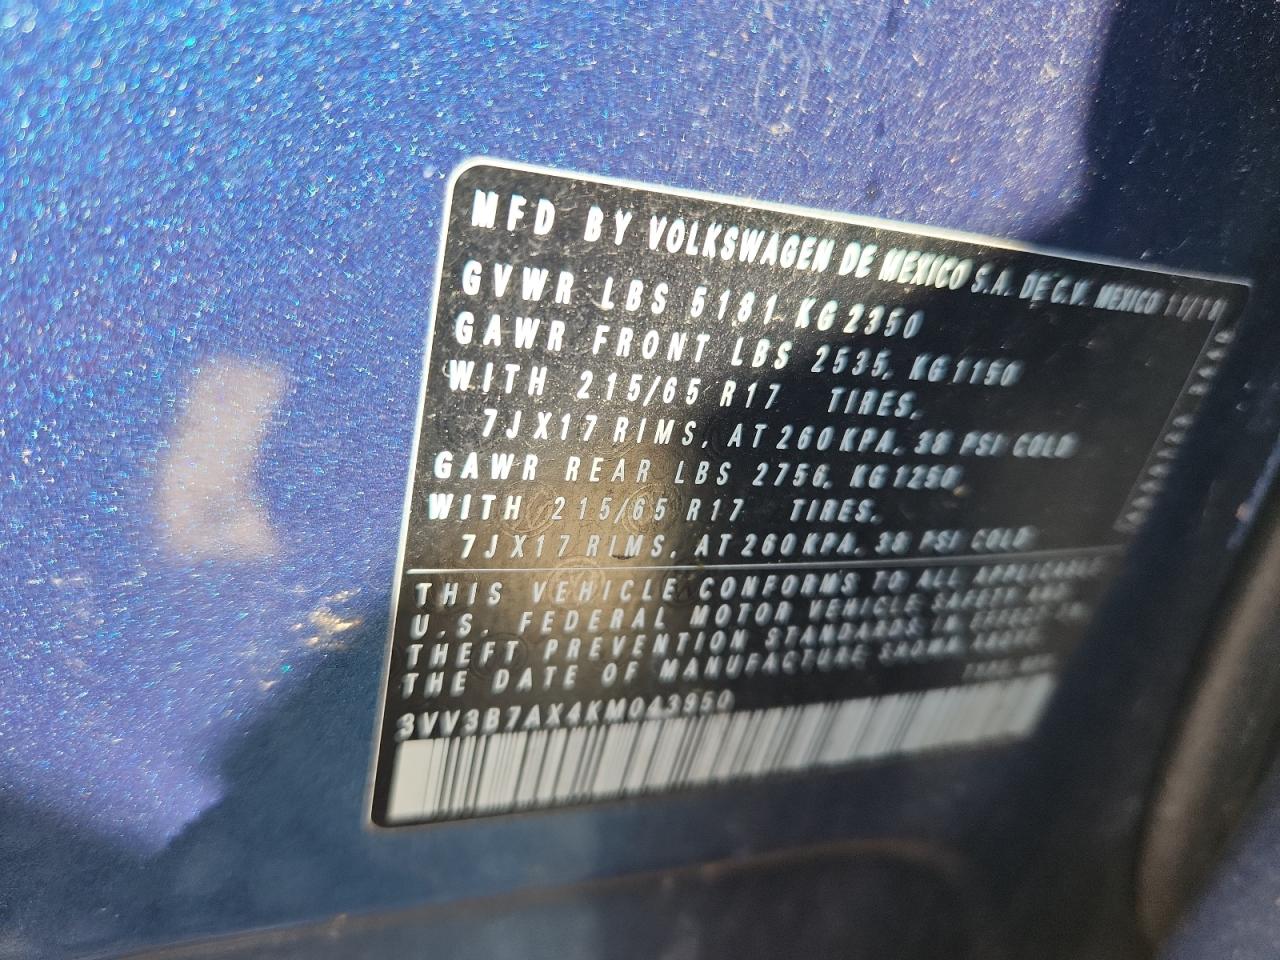 MFD BY VOLKSWAGEN DE MEXICO S.A. DE C.V. MEXICO 11/18
GVWR LBS 5181 KG 2350
GAWR FRONT LBS 2535, KG 1150
WITH 215/65 R17 TIRES,
7JX17 RIMS, AT 260 KPA, 38 PSI COLD
GAWR REAR LBS 2756, KG 1250,
WITH 215/65 R17 TIRES,
7JX17 RIMS, AT 260 KPA, 38 PSI COLD
THIS VEHICLE CONFORMS TO ALL APPLICABLE
U.S. FEDERAL MOTOR VEHICLE SAFETY AND
THEFT PREVENTION STANDARDS IN EFFECT ON
THE DATE OF MANUFACTURE SHOWN ABOVE.
3VV3B7AX4KM043950